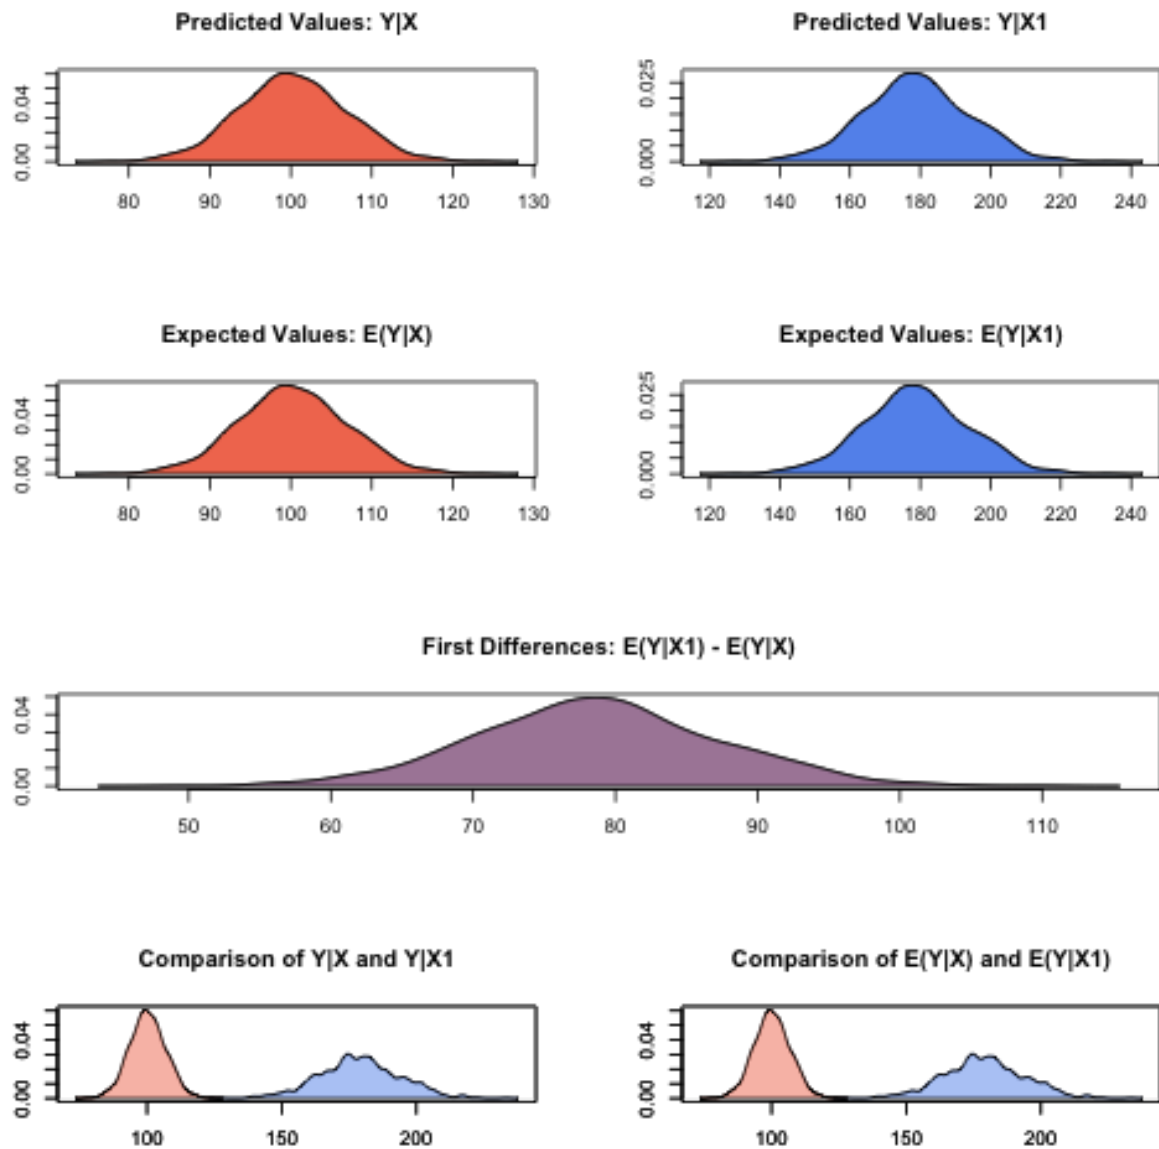 Predicted Values: Y|X
0.00 0.04
80 90 100 110 120 130
Predicted Values: Y|X1
0.000 0.025
120 140 160 180 200 220 240
Expected Values: E(Y|X)
0.00 0.04
80 90 100 110 120 130
Expected Values: E(Y|X1)
0.000 0.025
120 140 160 180 200 220 240
First Differences: E(Y|X1) - E(Y|X)
0.00 0.04
50 60 70 80 90 100 110
Comparison of Y|X and Y|X1
0.00 0.04
100 150 200
Comparison of E(Y|X) and E(Y|X1)
0.00 0.04
100 150 200